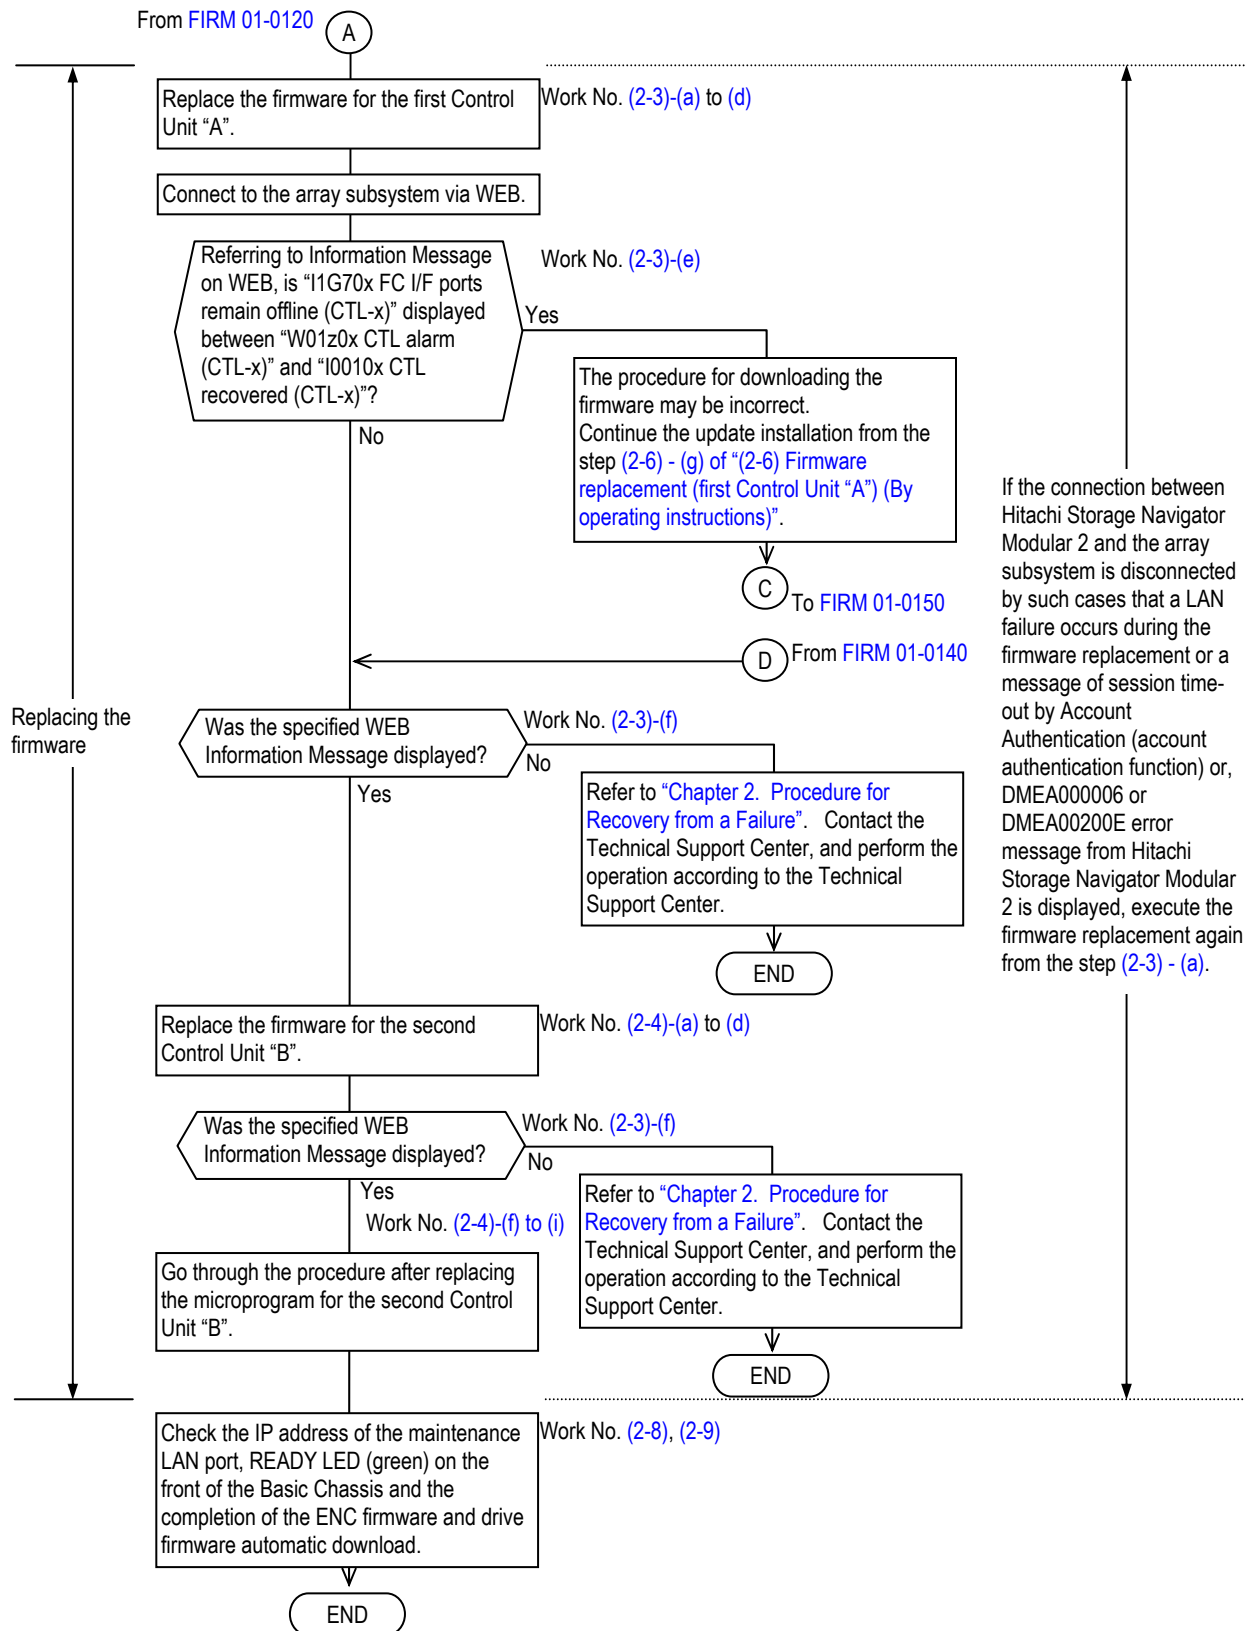 From FIRM 01-0120
A
Replace the firmware for the first Control
Unit “A”.
Work No. (2-3)-(a) to (d)
Connect to the array subsystem via WEB.
Referring to Information Message
on WEB, is “I1G70x FC I/F ports
remain offline (CTL-x)” displayed
between “W01z0x CTL alarm
(CTL-x)” and “I0010x CTL
recovered (CTL-x)”?
Work No. (2-3)-(e)
Yes
No
The procedure for downloading the
firmware may be incorrect.
Continue the update installation from the
step (2-6) - (g) of “(2-6) Firmware
replacement (first Control Unit “A”) (By
operating instructions)”.
C
To FIRM 01-0150
D
From FIRM 01-0140
Replacing the
firmware
Was the specified WEB
Information Message displayed?
Work No. (2-3)-(f)
No
Yes
Refer to “Chapter 2.  Procedure for
Recovery from a Failure”.   Contact the
Technical Support Center, and perform the
operation according to the Technical
Support Center.
END
If the connection between
Hitachi Storage Navigator
Modular 2 and the array
subsystem is disconnected
by such cases that a LAN
failure occurs during the
firmware replacement or a
message of session time-
out by Account
Authentication (account
authentication function) or,
DMEA000006 or
DMEA00200E error
message from Hitachi
Storage Navigator Modular
2 is displayed, execute the
firmware replacement again
from the step (2-3) - (a).
Replace the firmware for the second
Control Unit “B”.
Work No. (2-4)-(a) to (d)
Was the specified WEB
Information Message displayed?
Work No. (2-3)-(f)
No
Yes
Work No. (2-4)-(f) to (i)
Refer to “Chapter 2.  Procedure for
Recovery from a Failure”.   Contact the
Technical Support Center, and perform the
operation according to the Technical
Support Center.
END
Go through the procedure after replacing
the microprogram for the second Control
Unit “B”.
Check the IP address of the maintenance
LAN port, READY LED (green) on the
front of the Basic Chassis and the
completion of the ENC firmware and drive
firmware automatic download.
Work No. (2-8), (2-9)
END